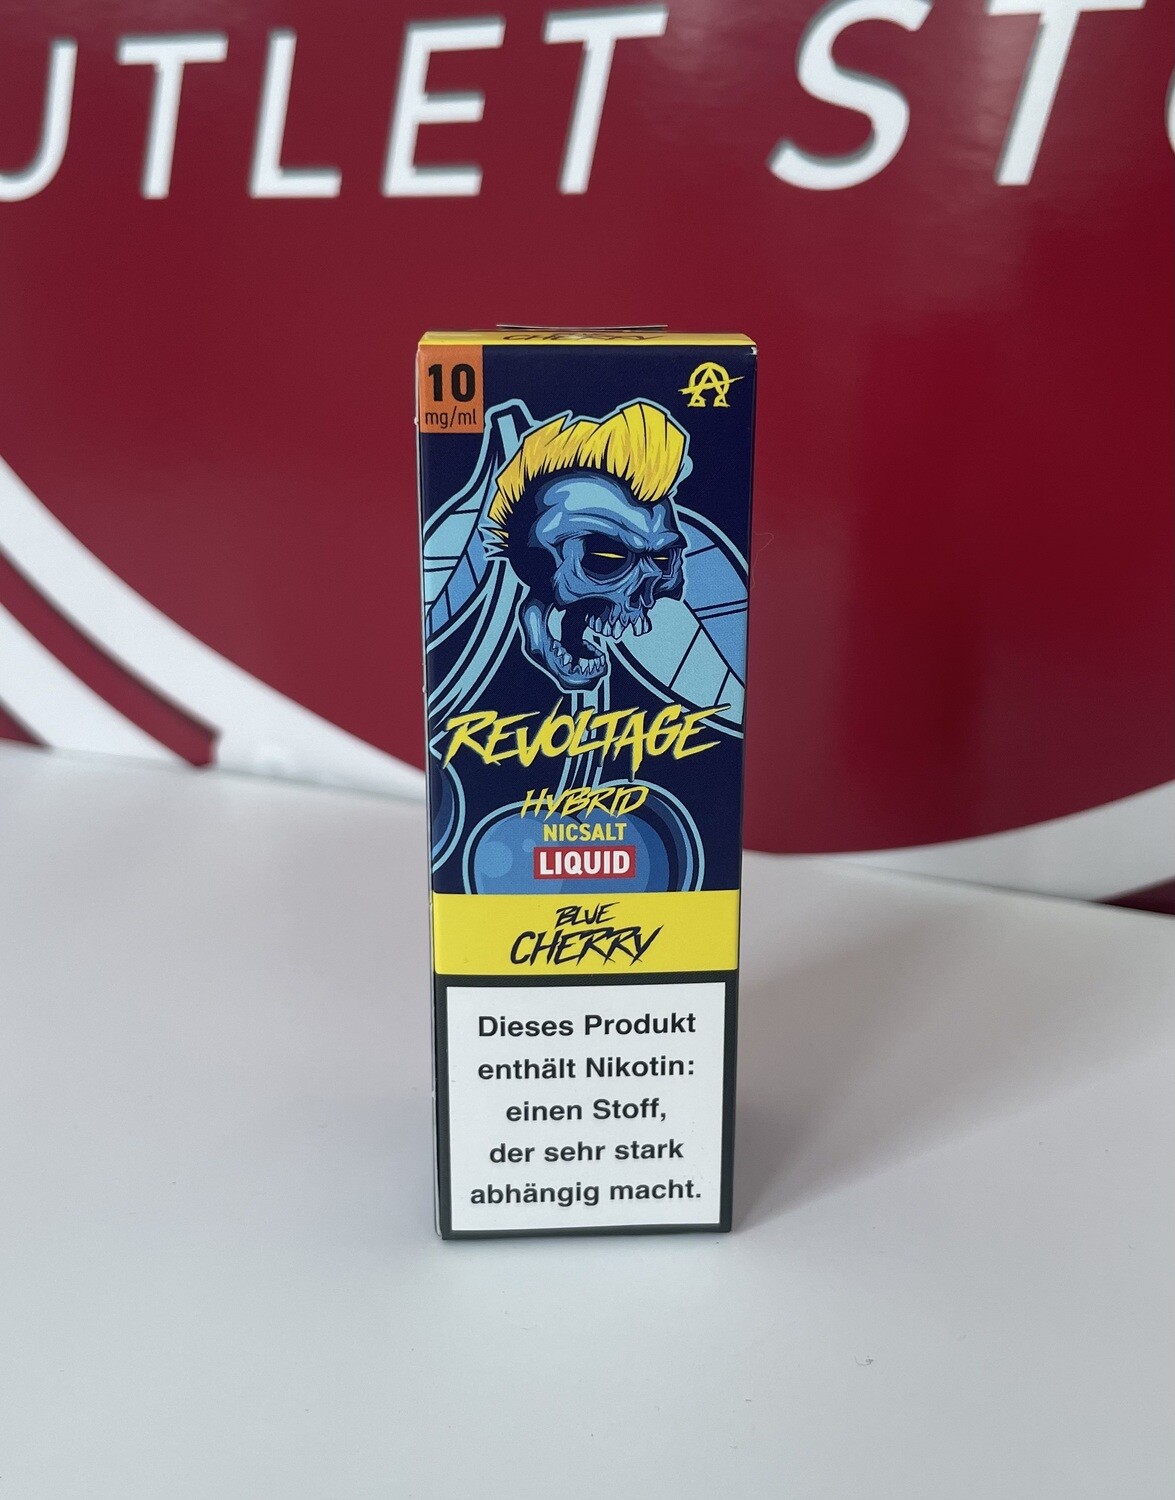 UTLET ST
CHERRY
10
mg/ml
REVOLTAGE
HYBRID
NICSALT
LIQUID
BLUE
CHERRY
Dieses Produkt
enthält Nikotin:
einen Stoff,
der sehr stark
abhängig macht.